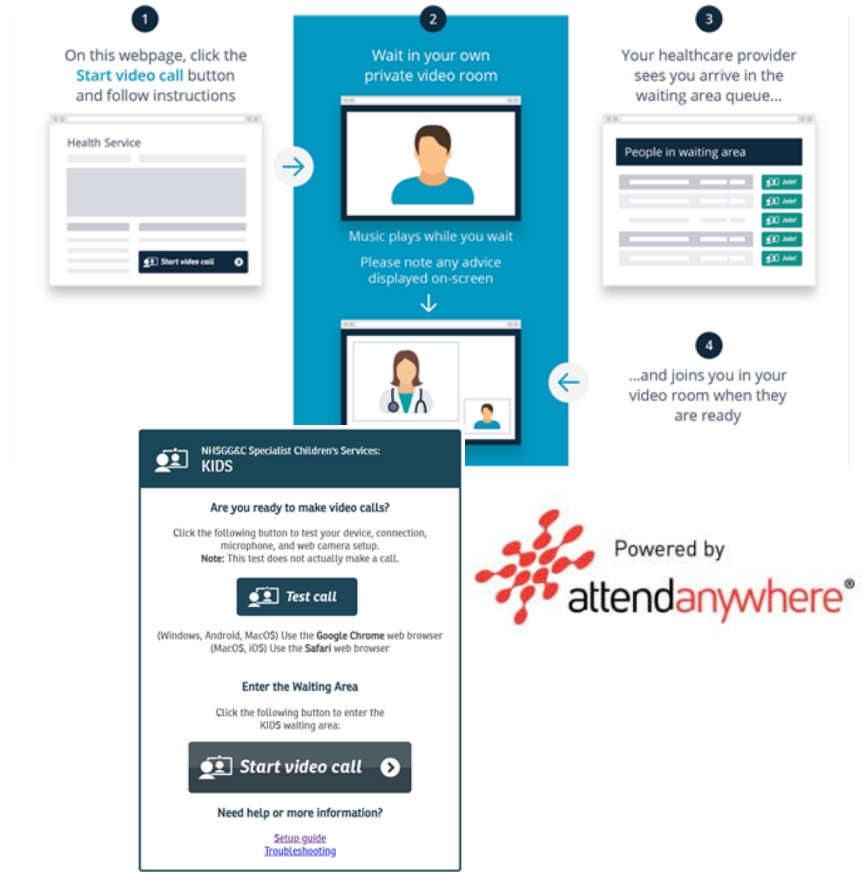 1
On this webpage, click the
Start video call button
and follow instructions
Health Service
Start video call
2
Wait in your own
private video room
Music plays while you wait
Please note any advice
displayed on-screen
3
Your healthcare provider
sees you arrive in the
waiting area queue...
People in waiting area
Join!
Join!
Join!
Join!
Join!
4
...and joins you in your
video room when they
are ready
NHSGG&C Specialist Children's Services:
KIDS
Are you ready to make video calls?
Click the following button to test your device, connection,
microphone, and web camera setup.
Note: This test does not actually make a call.
Test call
(Windows, Android, MacOS) Use the Google Chrome web browser
(MacOS, iOS) Use the Safari web browser
Enter the Waiting Area
Click the following button to enter the
KIDS waiting area:
Start video call
Need help or more information?
Setup guide
Troubleshooting
Powered by
attendanywhere®